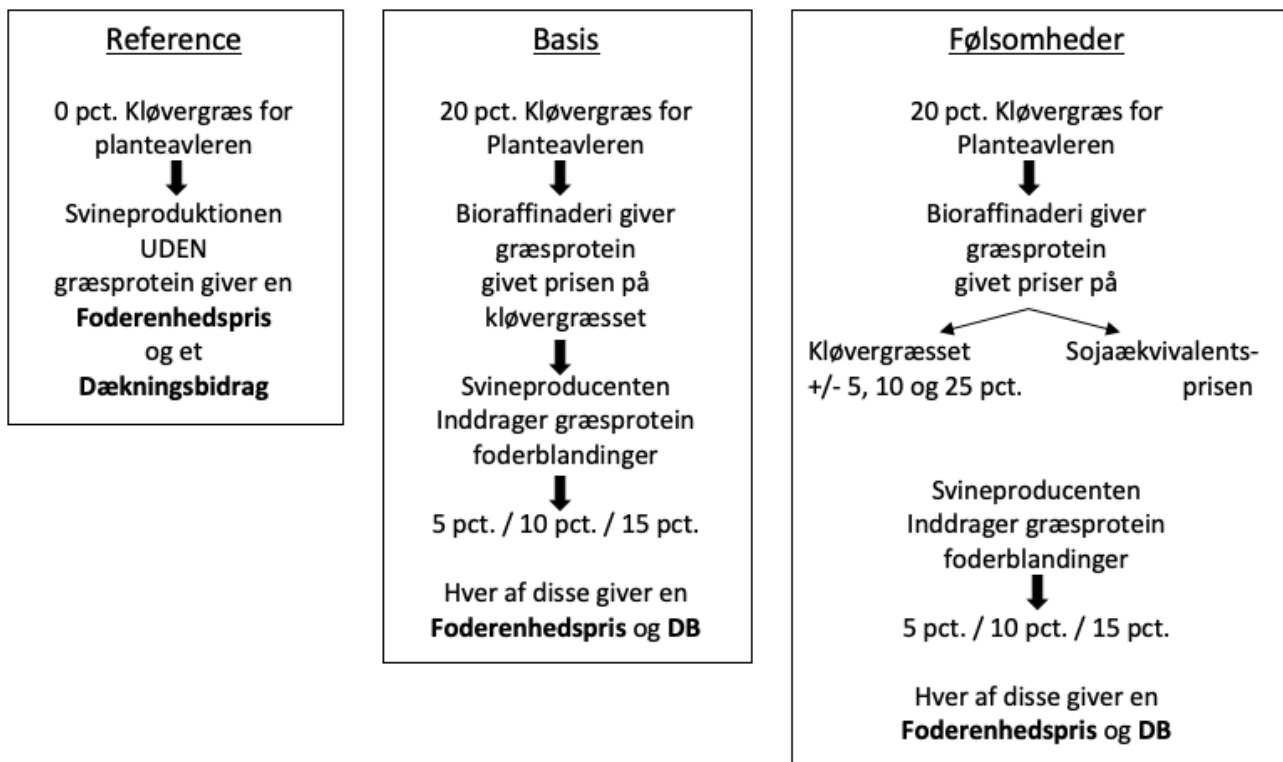 Reference
0 pct. Kløvergræs for
planteavleren
Svineproduktionen
UDEN
græsprotein giver en
Foderenhedspris
og et
Dækningsbidrag
Basis
20 pct. Kløvergræs for
Planteavleren
Bioraffinaderi giver
græsprotein
givet prisen på
kløvergræsset
Svineproducenten
Inddrager græsprotein
foderblandinger
5 pct. / 10 pct. / 15 pct.
Hver af disse giver en
Foderenhedspris og DB
Følsomheder
20 pct. Kløvergræs for
Planteavleren
Bioraffinaderi giver
græsprotein
givet priser på
Kløvergræsset
+/- 5, 10 og 25 pct.
Sojaækvivalents-
prisen
Svineproducenten
Inddrager græsprotein
foderblandinger
5 pct. / 10 pct. / 15 pct.
Hver af disse giver en
Foderenhedspris og DB